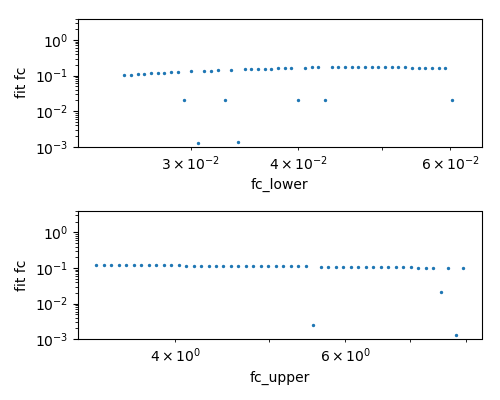 10⁰
10⁻¹
10⁻²
10⁻³
fit fc
3 × 10⁻² 4 × 10⁻² 6 × 10⁻²
fc_lower
10⁰
10⁻¹
10⁻²
10⁻³
fit fc
4 × 10⁰ 6 × 10⁰
fc_upper